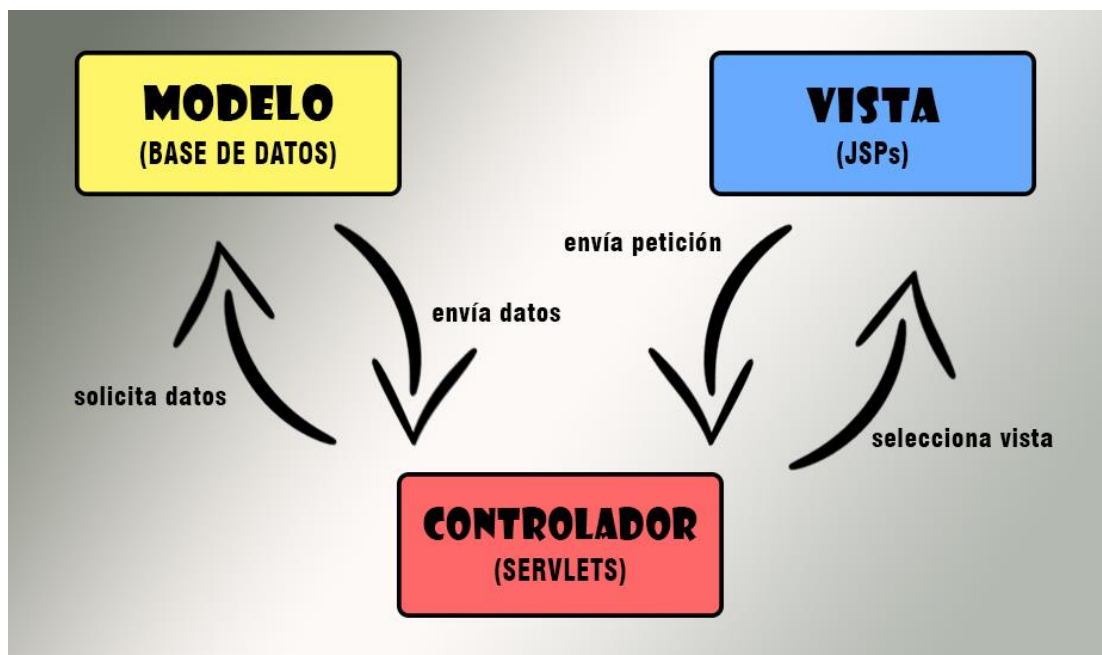 MODELO
(BASE DE DATOS)
VISTA
(JSPs)
envía petición
envía datos
solicita datos
selecciona vista
CONTROLADOR
(SERVLETS)